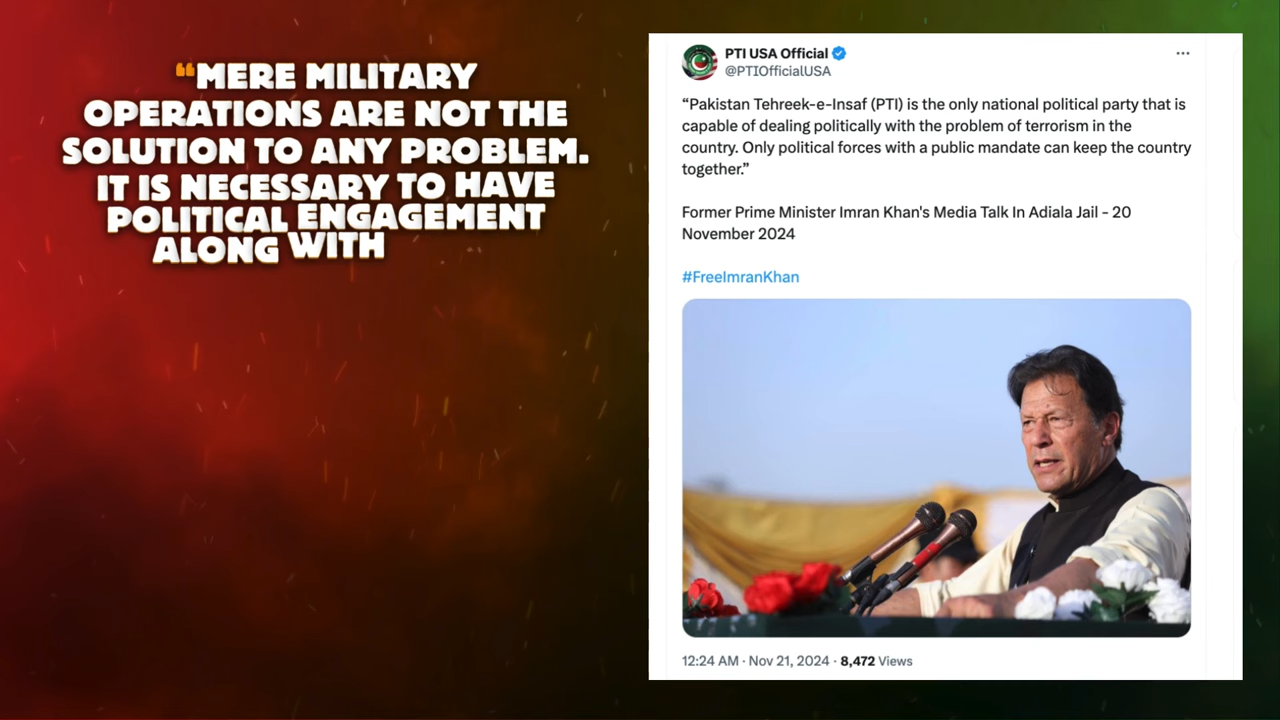 “MERE MILITARY
OPERATIONS ARE NOT THE
SOLUTION TO ANY PROBLEM.
IT IS NECESSARY TO HAVE
POLITICAL ENGAGEMENT
ALONG WITH
PTI USA Official
@PTIOfficialUSA
“Pakistan Tehreek-e-Insaf (PTI) is the only national political party that is
capable of dealing politically with the problem of terrorism in the
country. Only political forces with a public mandate can keep the country
together.”
Former Prime Minister Imran Khan's Media Talk In Adiala Jail - 20
November 2024
#FreeImranKhan
12:24 AM · Nov 21, 2024 · 8,472 Views